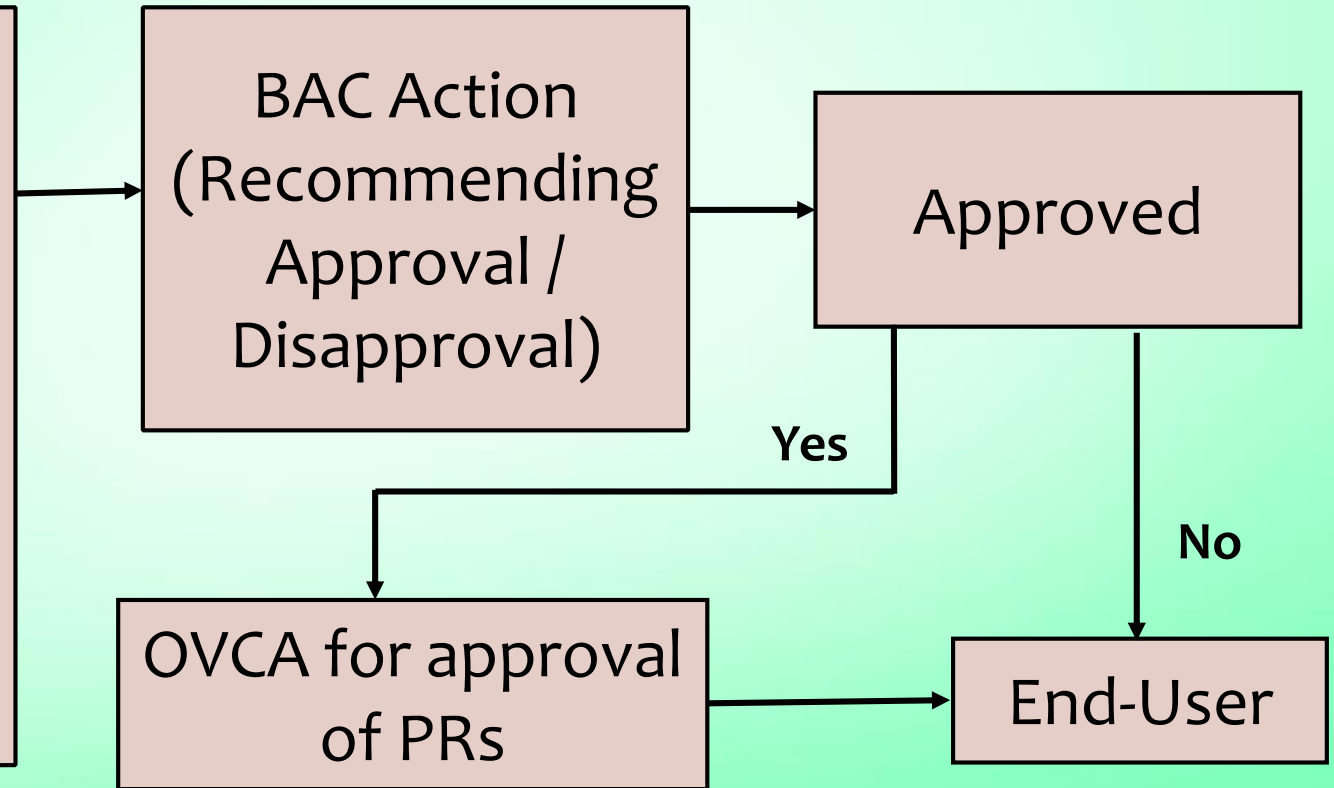 BAC Action
(Recommending
Approval /
Disapproval)
Approved
Yes
No
OVCA for approval
of PRs
End-User